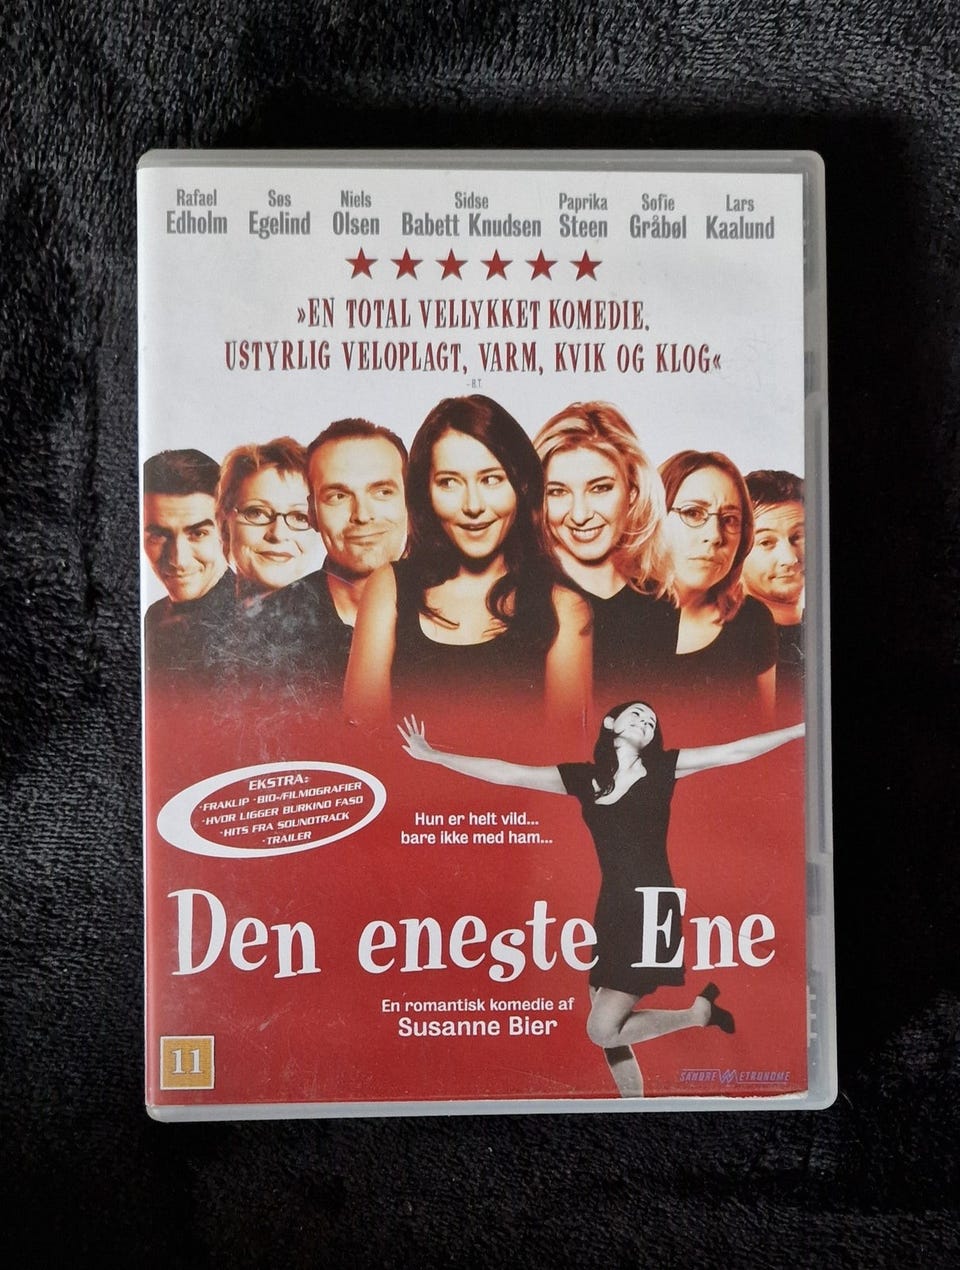 Rafael Edholm
Søs Egelind
Niels Olsen
Sidse Babett Knudsen
Paprika Steen
Sofie Gråbøl
Lars Kaalund
»EN TOTAL VELLYKKET KOMEDIE.
USTYRLIG VELOPLAGT, VARM, KVIK OG KLOG«
- B.T.
EKSTRA:
·FRAKLIP ·BIO-/FILMOGRAFIER
·HVOR LIGGER BURKINO FASO
·HITS FRA SOUNDTRACK
·TRAILER
Hun er helt vild...
bare ikke med ham...
Den eneste Ene
En romantisk komedie af
Susanne Bier
11
SANDREW METRONOME